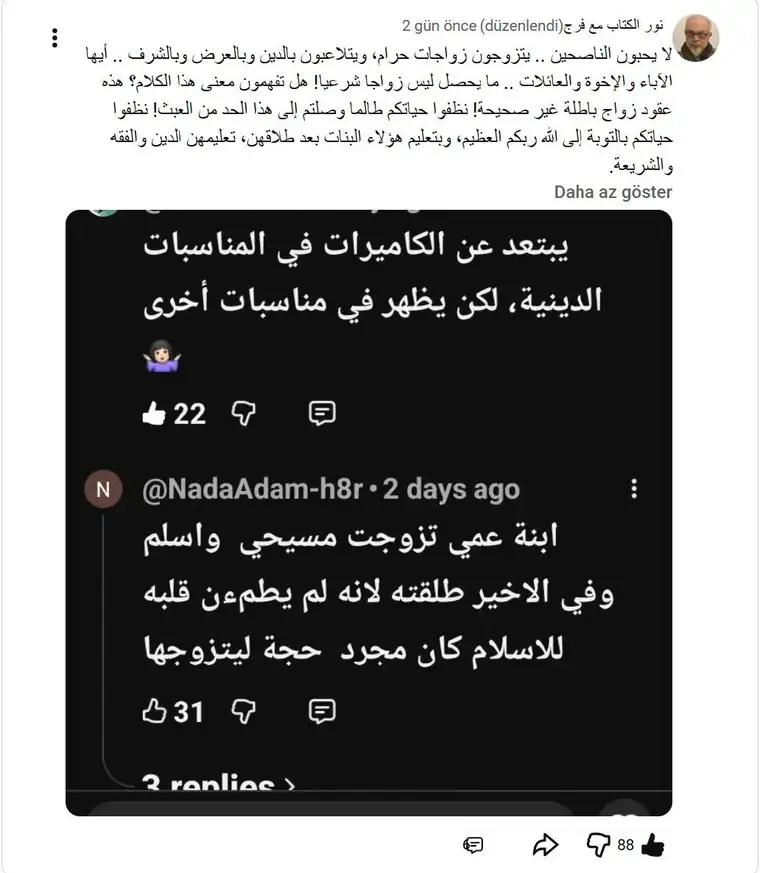 نور الكتاب مع فرج 2 gün önce (düzenlendi)
لا يحبون الناصحين .. يتزوجون زواجات حرام، ويتلاعبون بالدين وبالعرض وبالشرف .. أيها
الآباء والإخوة والعائلات .. ما يحصل ليس زواجا شرعيا! هل تفهمون معنى هذا الكلام؟ هذه
عقود زواج باطلة غير صحيحة! نظفوا حياتكم طالما وصلتم إلى هذا الحد من العبث! نظفوا
حياتكم بالتوبة إلى الله ربكم العظيم، وبتعليم هؤلاء البنات بعد طلاقهن، تعليمهن الدين والفقه
والشريعة.
Daha az göster
يبتعد عن الكاميرات في المناسبات
الدينية، لكن يظهر في مناسبات أخرى
🤷🏻‍♀️
22
N
@NadaAdam-h8r • 2 days ago
ابنة عمي تزوجت مسيحي واسلم
وفي الاخير طلقته لانه لم يطمءن قلبه
للاسلام كان مجرد حجة ليتزوجها
31
3 replies
88